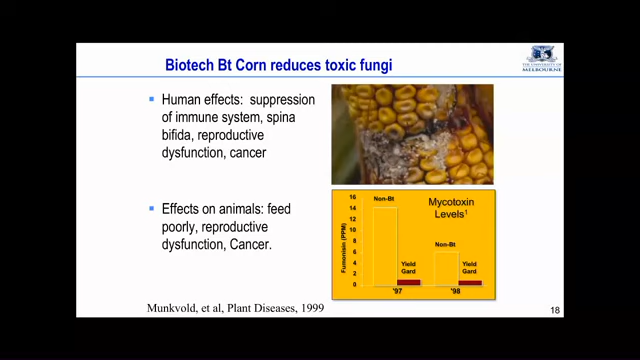 Biotech Bt Corn reduces toxic fungi
THE UNIVERSITY OF
MELBOURNE
Human effects: suppression
of immune system, spina
bifida, reproductive
dysfunction, cancer
Effects on animals: feed
poorly, reproductive
dysfunction, Cancer.
Mycotoxin
Levels1
Fumonisin (PPM)
16
14
12
10
8
6
4
2
0
Non-Bt
Yield
Gard
Non-Bt
Yield
Gard
'97
'98
Munkvold, et al, Plant Diseases, 1999
18